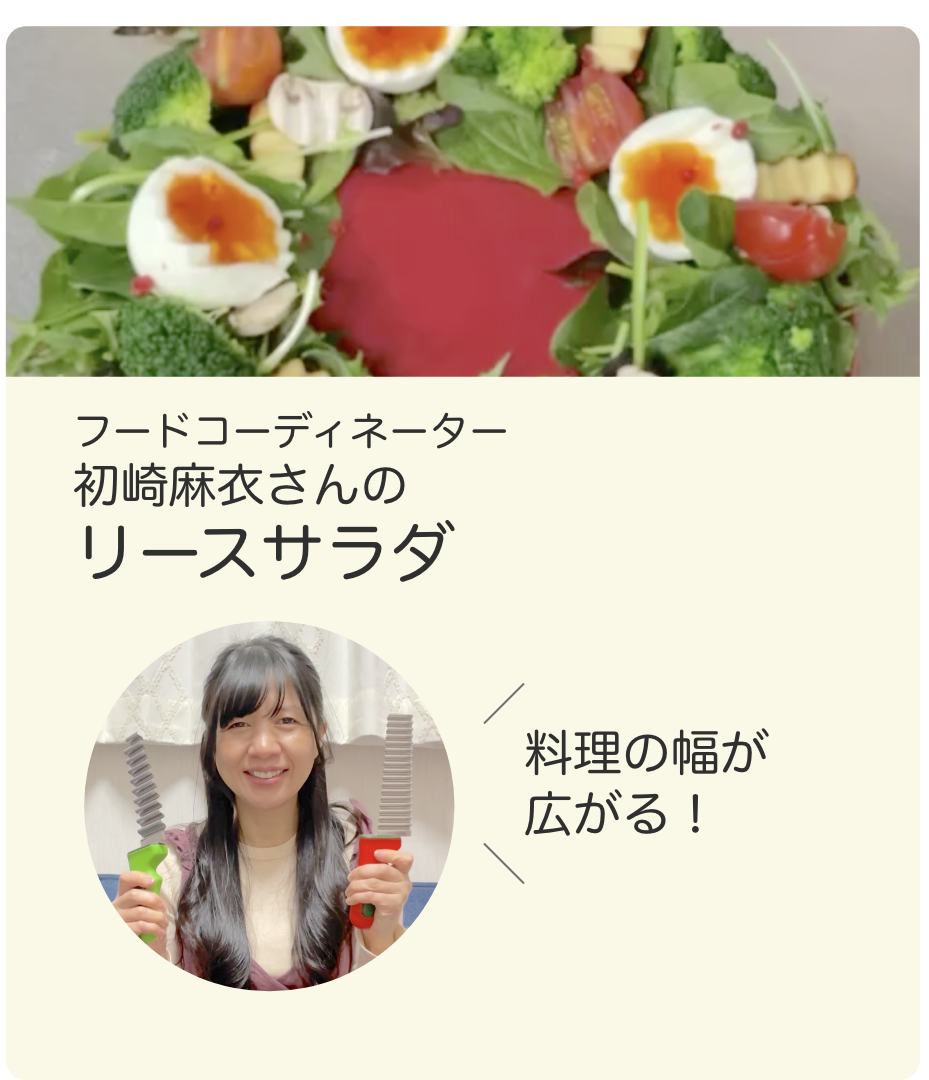 フードコーディネーター
初崎麻衣さんの
リースサラダ
料理の幅が
広がる！